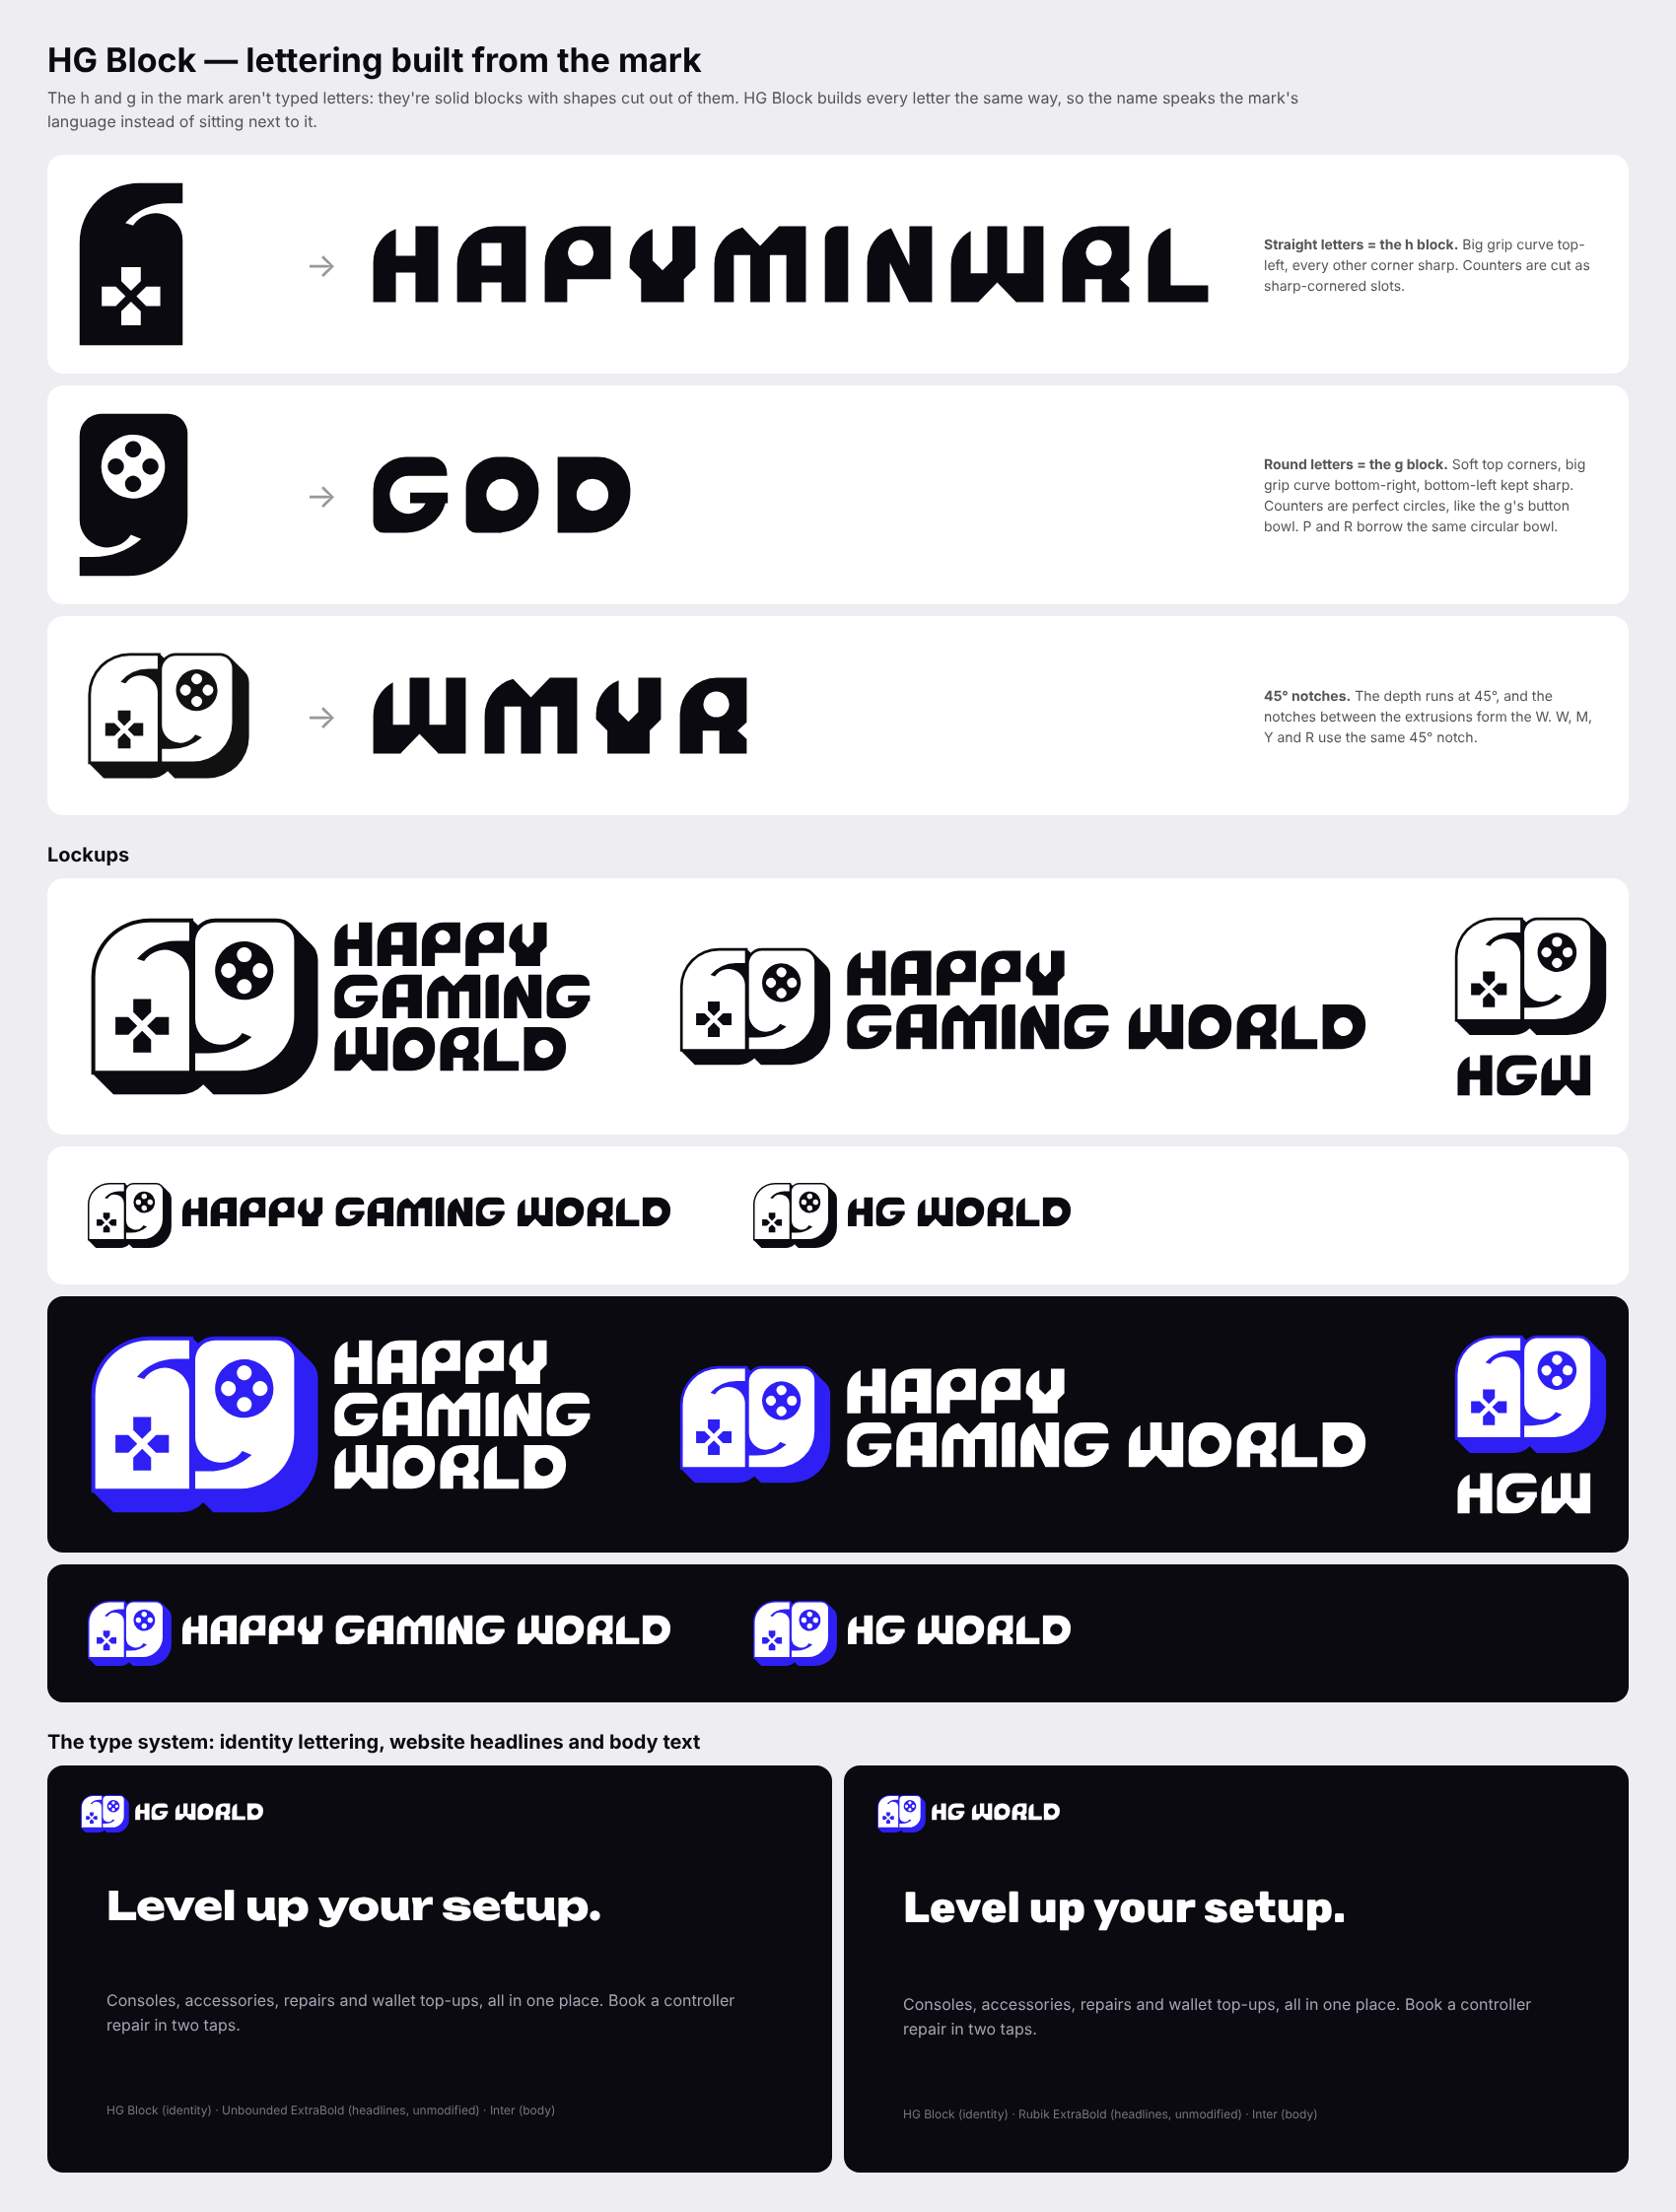 HG Block — lettering built from the mark
The h and g in the mark aren't typed letters: they're solid blocks with shapes cut out of them. HG Block builds every letter the same way, so the name speaks the mark's
language instead of sitting next to it.
HAPYMINWRL
Straight letters = the h block. Big grip curve top-
left, every other corner sharp. Counters are cut as
sharp-cornered slots.
GOD
Round letters = the g block. Soft top corners, big
grip curve bottom-right, bottom-left kept sharp.
Counters are perfect circles, like the g's button
bowl. P and R borrow the same circular bowl.
WMYR
45° notches. The depth runs at 45°, and the
notches between the extrusions form the W. W, M,
Y and R use the same 45° notch.
Lockups
HAPPY
GAMING
WORLD
HAPPY
GAMING WORLD
HGW
HAPPY GAMING WORLD
HG WORLD
HAPPY
GAMING
WORLD
HAPPY
GAMING WORLD
HGW
HAPPY GAMING WORLD
HG WORLD
The type system: identity lettering, website headlines and body text
HG WORLD
Level up your setup.
Consoles, accessories, repairs and wallet top-ups, all in one place. Book a controller
repair in two taps.
HG Block (identity) · Unbounded ExtraBold (headlines, unmodified) · Inter (body)
HG WORLD
Level up your setup.
Consoles, accessories, repairs and wallet top-ups, all in one place. Book a controller
repair in two taps.
HG Block (identity) · Rubik ExtraBold (headlines, unmodified) · Inter (body)